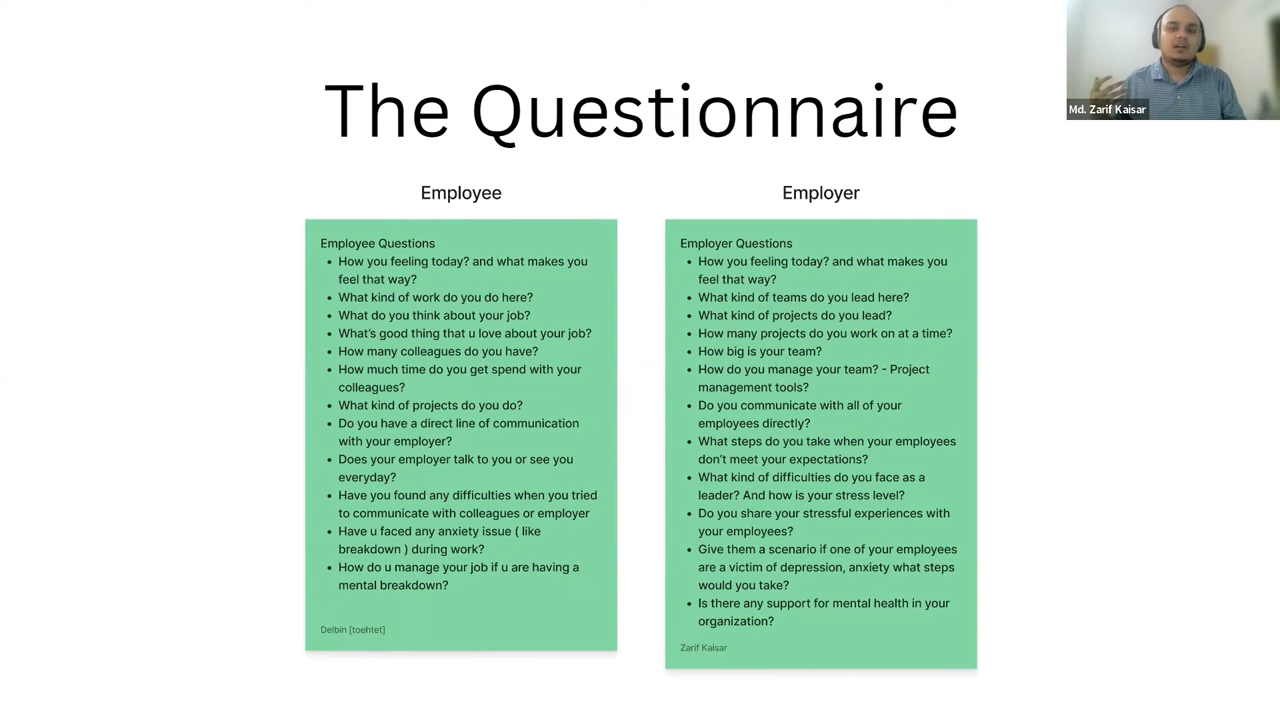 The Questionnaire
Md. Zarif Kaisar
Employee
Employee Questions
• How you feeling today? and what makes you
feel that way?
• What kind of work do you do here?
• What do you think about your job?
• What's good thing that u love about your job?
• How many colleagues do you have?
• How much time do you get spend with your
colleagues?
• What kind of projects do you do?
• Do you have a direct line of communication
with your employer?
• Does your employer talk to you or see you
everyday?
• Have you found any difficulties when you tried
to communicate with colleagues or employer
• Have u faced any anxiety issue ( like
breakdown ) during work?
• How do u manage your job if u are having a
mental breakdown?
Delbin [toehtet]
Employer
Employer Questions
• How you feeling today? and what makes you
feel that way?
• What kind of teams do you lead here?
• What kind of projects do you lead?
• How many projects do you work on at a time?
• How big is your team?
• How do you manage your team? - Project
management tools?
• Do you communicate with all of your
employees directly?
• What steps do you take when your employees
don't meet your expectations?
• What kind of difficulties do you face as a
leader? And how is your stress level?
• Do you share your stressful experiences with
your employees?
• Give them a scenario if one of your employees
are a victim of depression, anxiety what steps
would you take?
• Is there any support for mental health in your
organization?
Zarif Kaisar